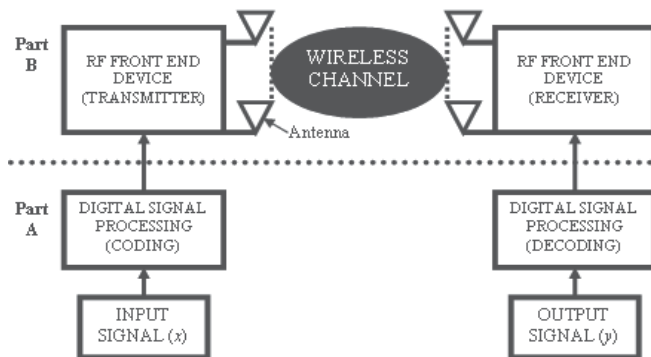 Part
B
RF FRONT END
DEVICE
(TRANSMITTER)
WIRELESS
CHANNEL
RF FRONT END
DEVICE
(RECEIVER)
Antenna
Part
A
DIGITAL SIGNAL
PROCESSING
(CODING)
DIGITAL SIGNAL
PROCESSING
(DECODING)
INPUT
SIGNAL (x)
OUTPUT
SIGNAL (y)